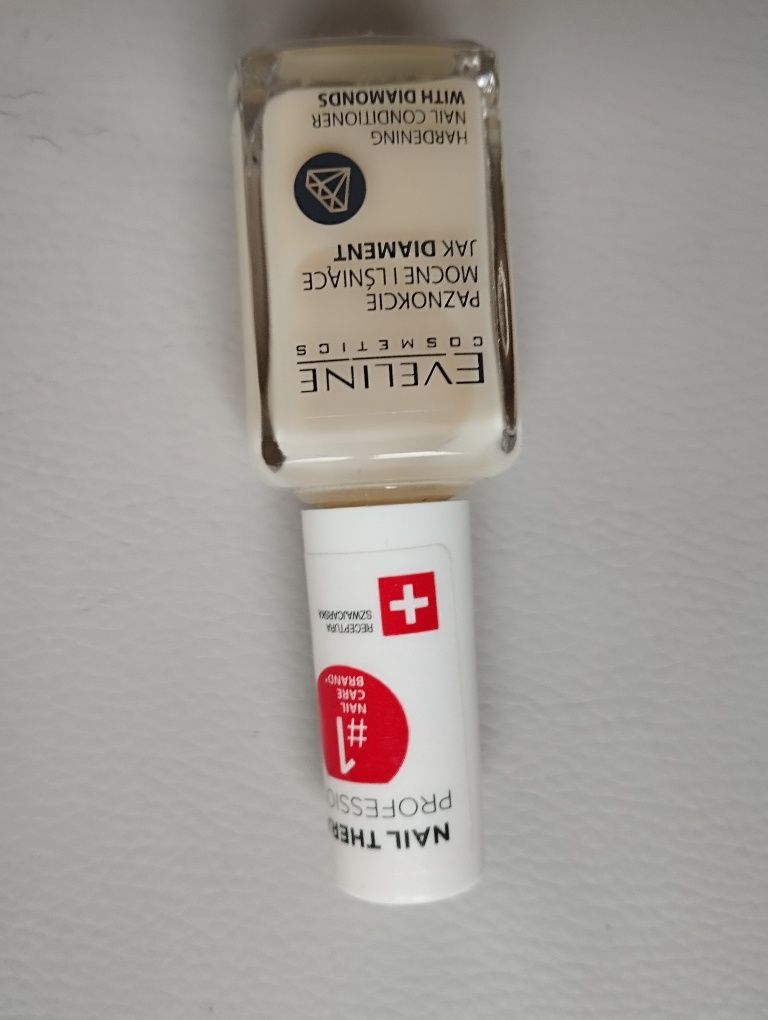 NAIL THER
PROFESSIO
#1
NAIL
CARE
BRAND*
RECEPTURA
SZWAJCARSKA
EVELINE
COSMETICS
PAZNOKCIE
MOCNE I LŚNIĄCE
JAK DIAMENT
HARDENING
NAIL CONDITIONER
WITH DIAMONDS